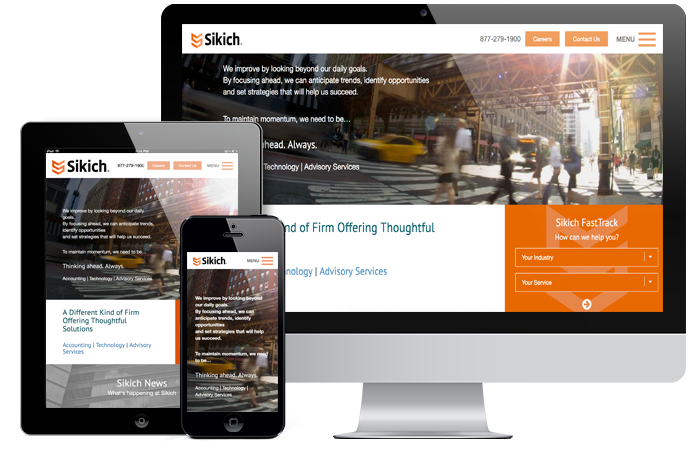 Sikich
877-279-1900
Careers
Contact Us
MENU
We improve by looking beyond our daily goals.
By focusing ahead, we can anticipate trends, identify opportunities
and set strategies that will help us succeed.
To maintain momentum, we need to be...
ahead. Always.
Technology | Advisory Services
nd of Firm Offering Thoughtful
nology | Advisory Services
Sikich FastTrack
How can we help you?
Your Industry
Your Service
iPad
Sikich
877-279-1900
Careers
Contact Us
MENU
We improve by looking beyond our daily
goals.
By focusing ahead, we can anticipate trends,
identify opportunities
and set strategies that will help us succeed.
To maintain momentum, we need to be...
Thinking ahead. Always.
Accounting | Technology | Advisory Services
A Different Kind of Firm
Offering Thoughtful
Solutions
Accounting | Technology | Advisory
Services
Sikich News
What's happening at Sikich
Sikich
MENU
We improve by looking beyond
our daily goals.
By focusing ahead, we can
anticipate trends, identify
opportunities
and set strategies that will help
us succeed.
To maintain momentum, we need
to be...
Thinking ahead. Always.
Accounting | Technology |
Advisory Services